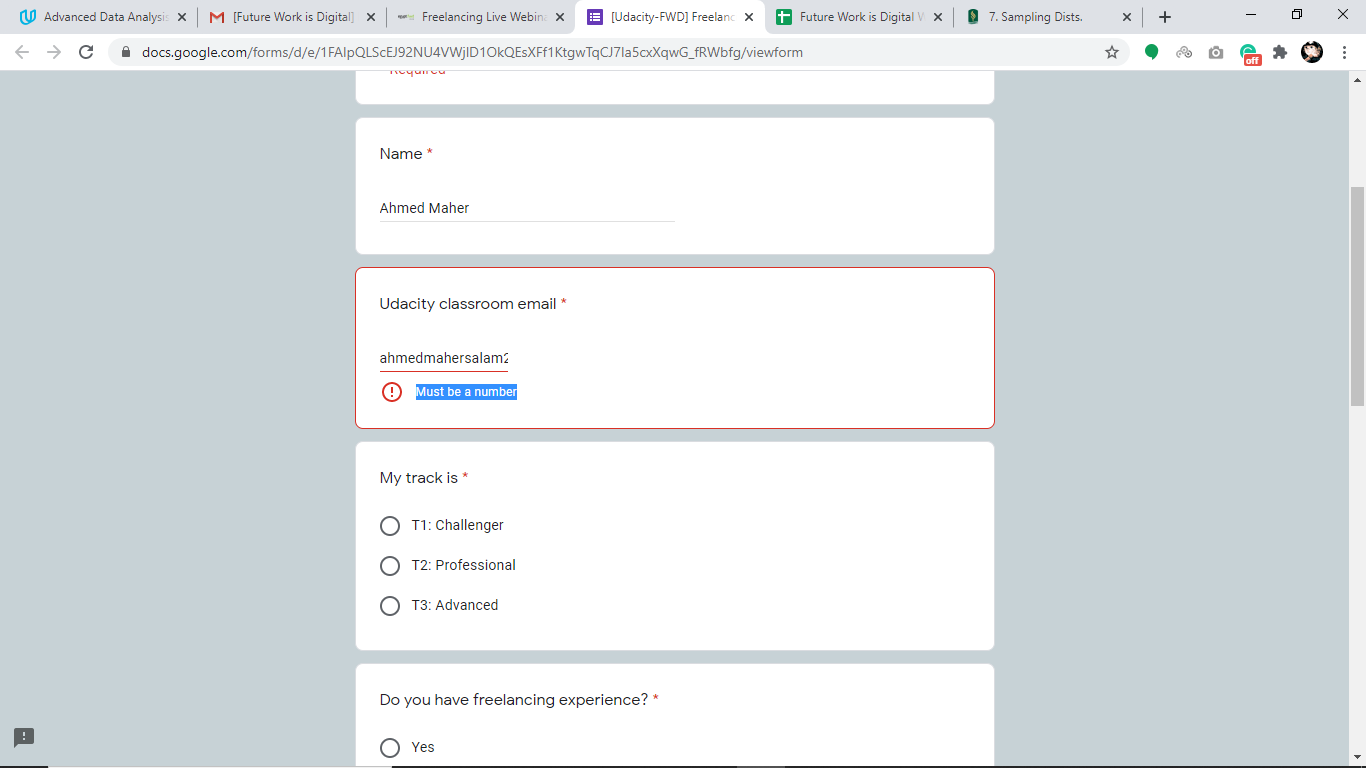 Advanced Data Analysis
[Future Work is Digital]
Freelancing Live Webina
[Udacity-FWD] Freelanc
Future Work is Digital W
7. Sampling Dists.
docs.google.com/forms/d/e/1FAIpQLScEJ92NU4VWjlD1OkQEsXFf1KtgwTqCJ7Ia5cxXqwG_fRWbfg/viewform
off
Required
Name *
Ahmed Maher
Udacity classroom email *
ahmedmahersalam2
Must be a number
My track is *
T1: Challenger
T2: Professional
T3: Advanced
Do you have freelancing experience? *
Yes